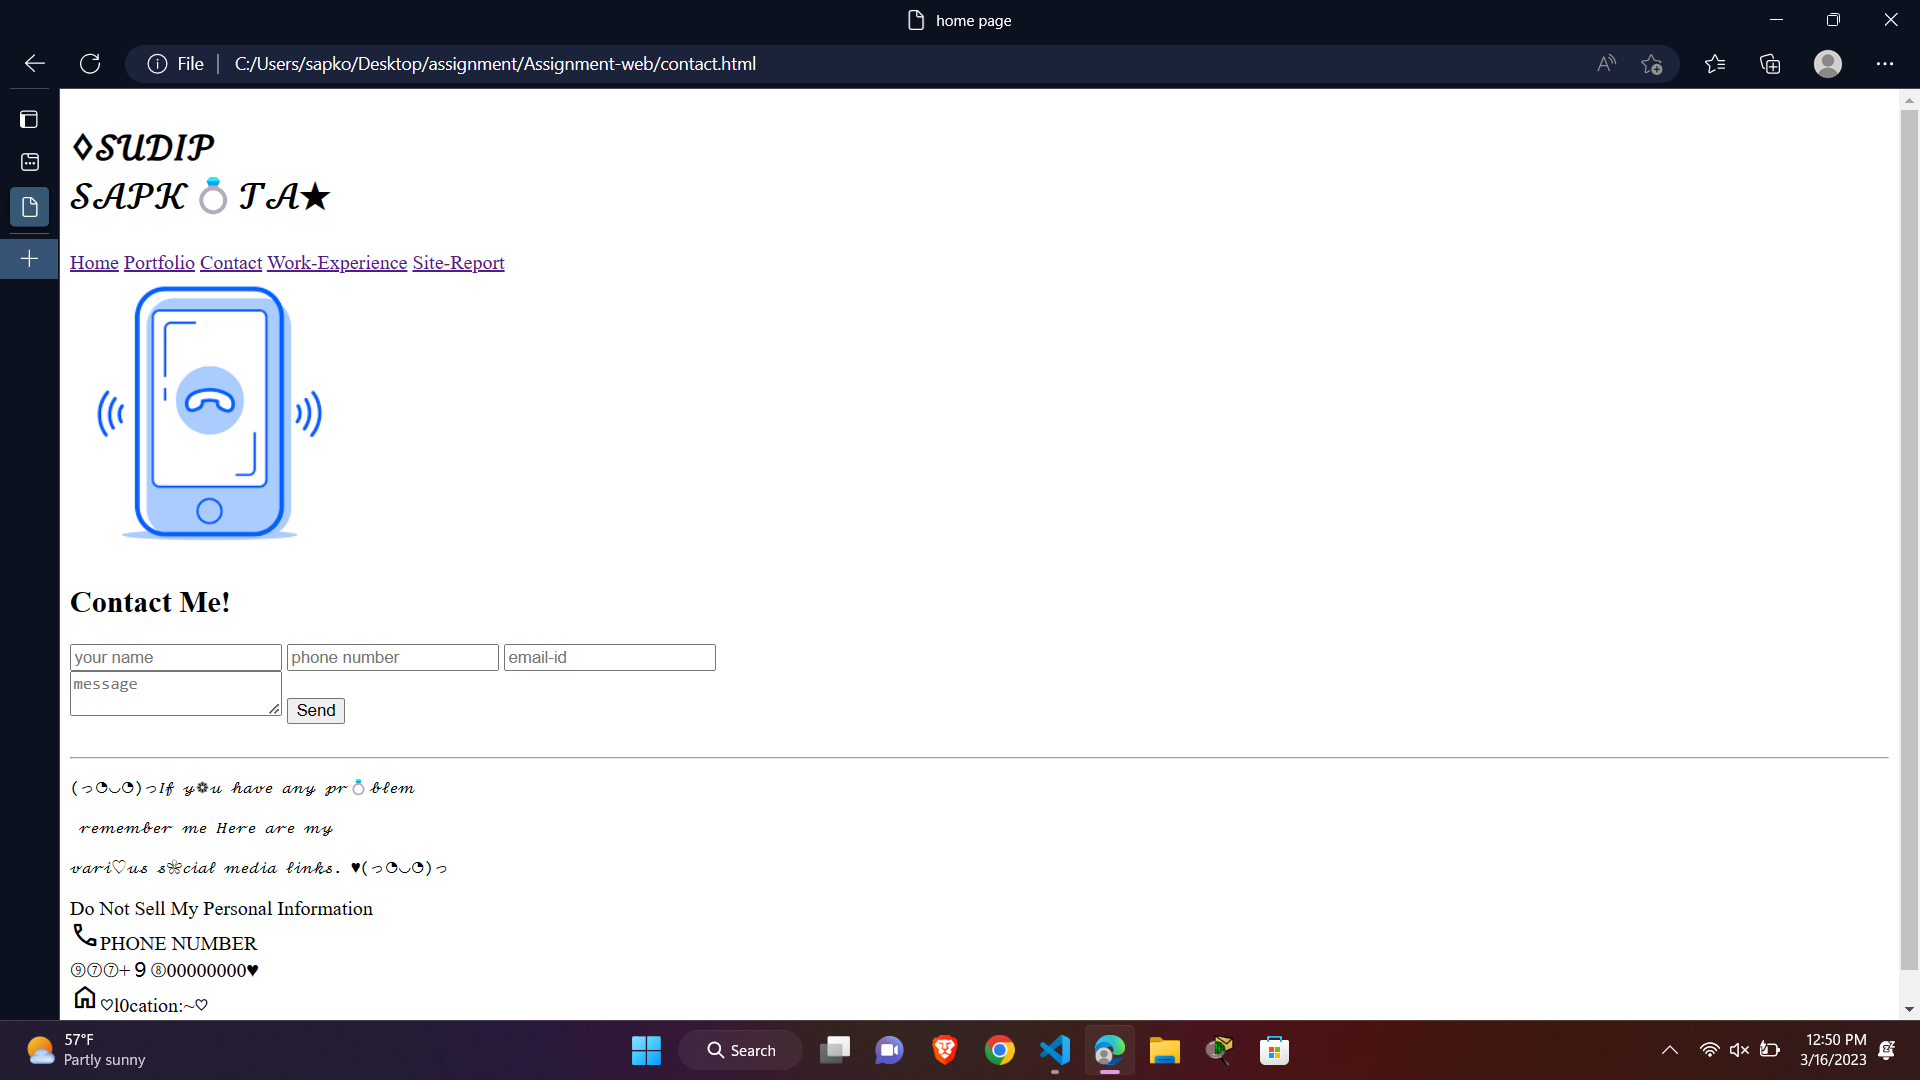 home page
File
C:/Users/sapko/Desktop/assignment/Assignment-web/contact.html
◊𝓢𝓤𝓓𝓘𝓟
𝓢𝓐𝓟𝓚💍𝓣𝓐★
Home Portfolio Contact Work-Experience Site-Report
Contact Me!
your name phone number email-id
message
Send
(っ◔◡◔)っ𝓘𝓯 𝔂❁𝓾 𝓱𝓪𝓿𝓮 𝓪𝓷𝔂 𝓹𝓻💍𝓫𝓵𝓮𝓶
𝓻𝓮𝓶𝓮𝓶𝓫𝓮𝓻 𝓶𝓮 𝓗𝓮𝓻𝓮 𝓪𝓻𝓮 𝓶𝔂
𝓿𝓪𝓻𝓲♡𝓾𝓼 𝓼❀𝓬𝓲𝓪𝓵 𝓶𝓮𝓭𝓲𝓪 𝓵𝓲𝓷𝓴𝓼. ♥(っ◔◡◔)っ
Do Not Sell My Personal Information
PHONE NUMBER
⑨⑦⑦+９⑧00000000♥
♡l0cation:~♡
57°F
Partly sunny
Search
12:50 PM
3/16/2023